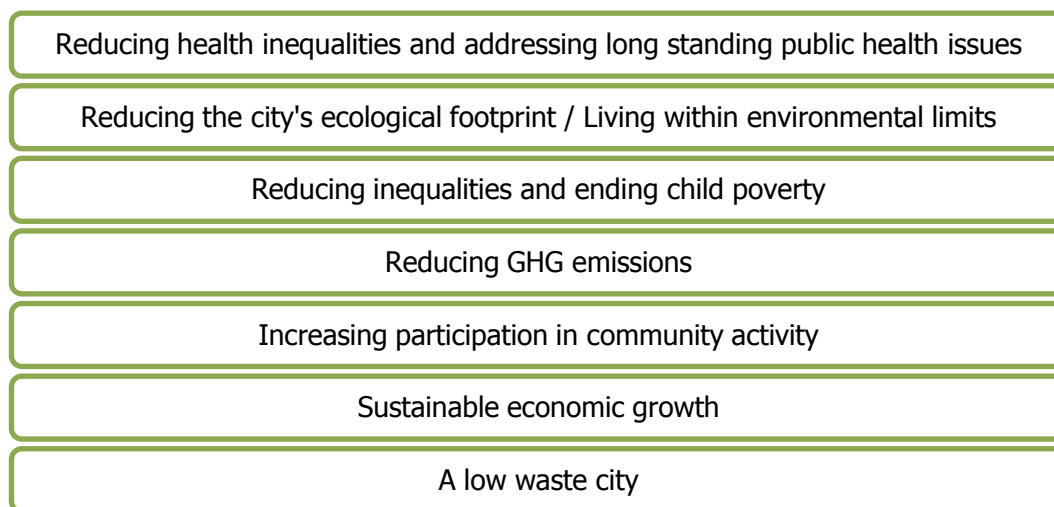 Reducing health inequalities and addressing long standing public health issues
Reducing the city's ecological footprint / Living within environmental limits
Reducing inequalities and ending child poverty
Reducing GHG emissions
Increasing participation in community activity
Sustainable economic growth
A low waste city